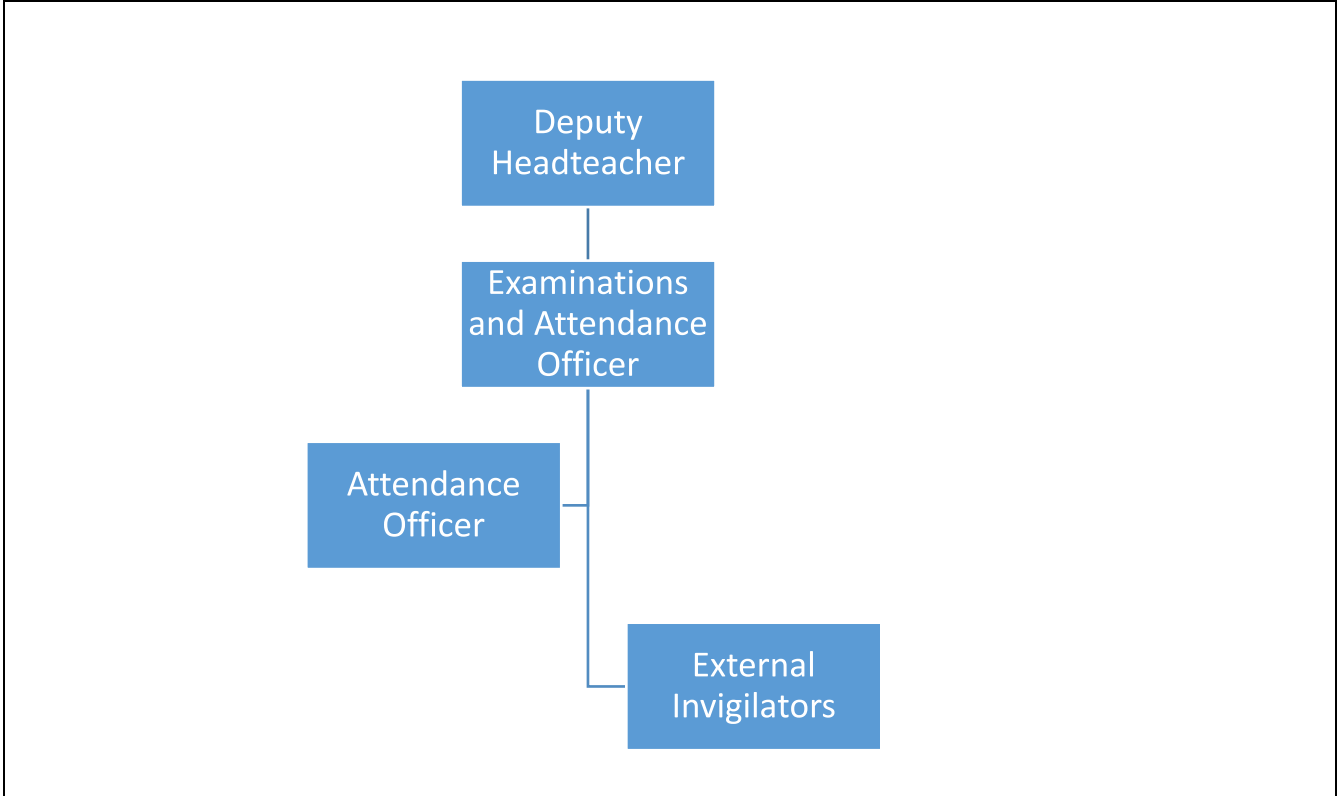 Deputy
Headteacher
Examinations
and Attendance
Officer
Attendance
Officer
External
Invigilators